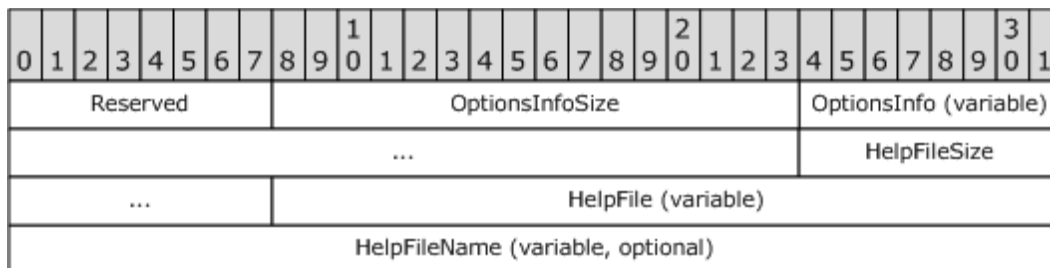 1 2 3
0 1 2 3 4 5 6 7 8 9 0 1 2 3 4 5 6 7 8 9 0 1 2 3 4 5 6 7 8 9 0 1
Reserved OptionsInfoSize OptionsInfo (variable)
... HelpFileSize
... HelpFile (variable)
HelpFileName (variable, optional)